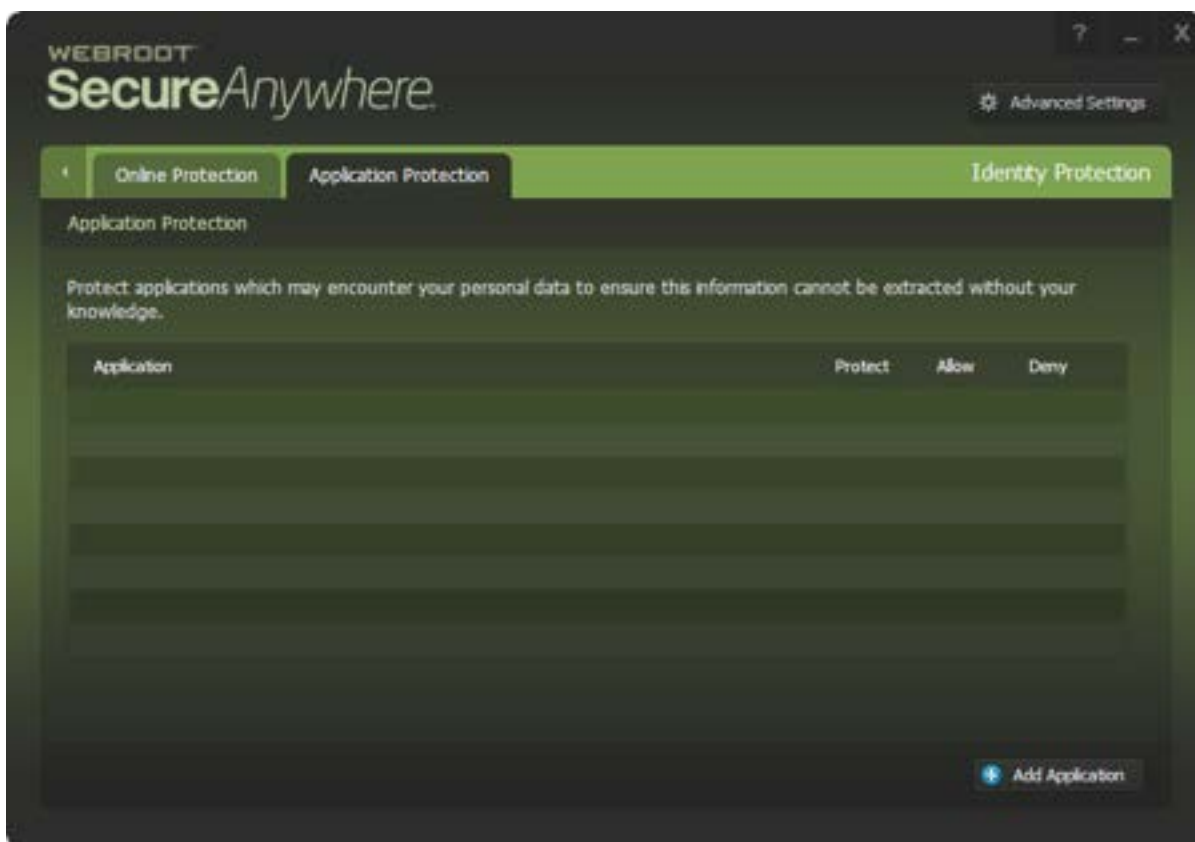 WEBROOT
SecureAnywhere
? _ X
Advanced Settings
Online Protection
Application Protection
Identity Protection
Application Protection
Protect applications which may encounter your personal data to ensure this information cannot be extracted without your
knowledge.
Application Protect Allow Deny
Add Application